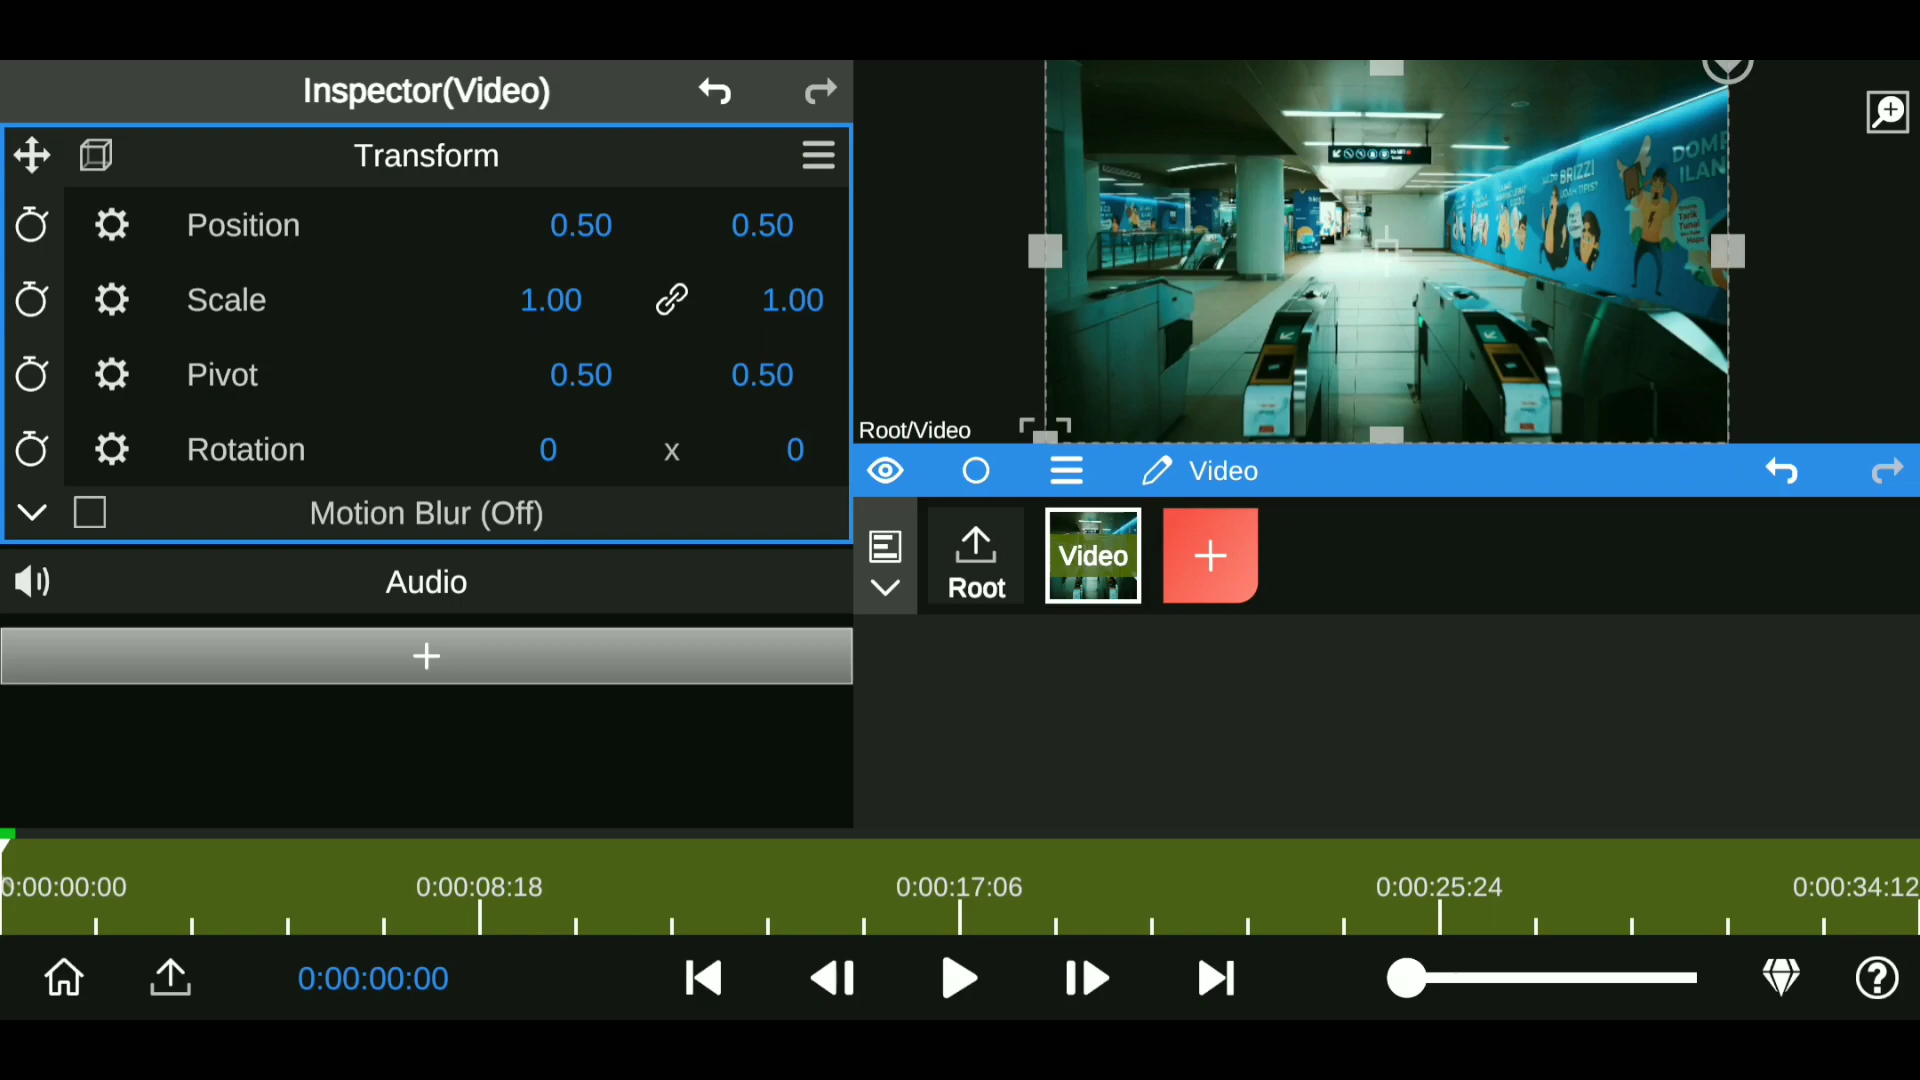 Inspector(Video)
Transform
Position 0.50 0.50
Scale 1.00 1.00
Pivot 0.50 0.50
Rotation 0 x 0
Motion Blur (Off)
Audio
+
BRIZZI
Root/Video
Video
Root
Video
+
0:00:00:00 0:00:08:18 0:00:17:06 0:00:25:24 0:00:34:12
0:00:00:00